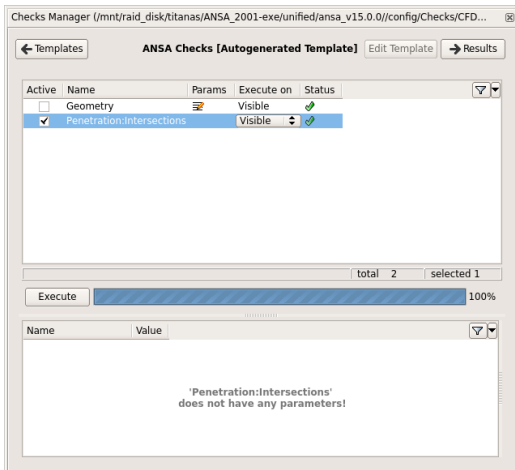 Checks Manager (/mnt/raid_disk/titanas/ANSA_2001-exe/unified/ansa_v15.0.0//config/Checks/CFD...
Templates ANSA Checks [Autogenerated Template] Edit Template Results
Active Name Params Execute on Status
Geometry Visible
Penetration:Intersections Visible
total 2 selected 1
Execute 100%
Name Value
'Penetration:Intersections'
does not have any parameters!